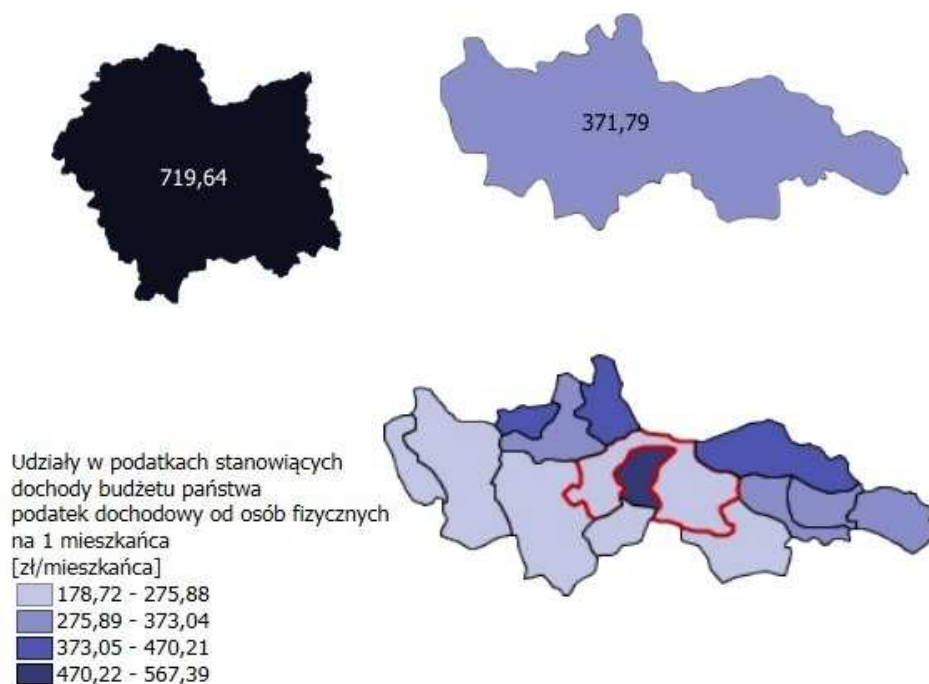 719,64
371,79
Udziały w podatkach stanowiących
dochody budżetu państwa
podatek dochodowy od osób fizycznych
na 1 mieszkańca
[zł/mieszkańca]
178,72 - 275,88
275,89 - 373,04
373,05 - 470,21
470,22 - 567,39